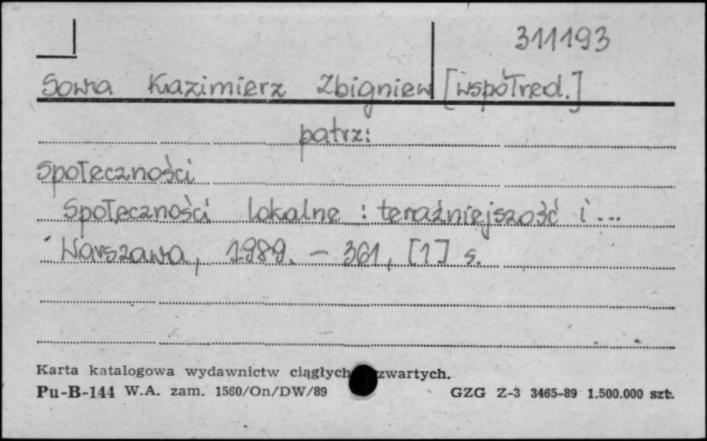 311193
Sowa Kazimierz Zbigniew [współred.]
patrz:
Społeczności
Społeczności lokalne : teraźniejszość i ...
Warszawa, 1989. – 361, [1] s.
Karta katalogowa wydawnictw ciągłych zwartych.
Pu-B-144 W.A. zam. 1560/On/DW/89 GZG Z-3 3465-89 1.500.000 szt.